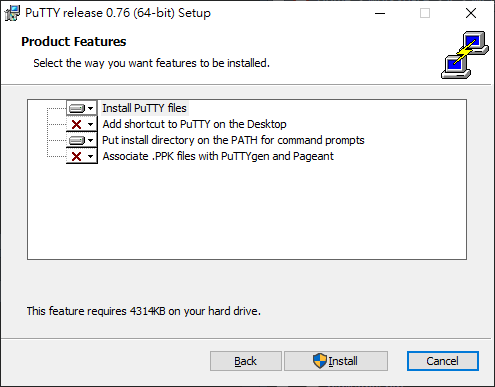 PuTTY release 0.76 (64-bit) Setup
Product Features
Select the way you want features to be installed.
Install PuTTY files
Add shortcut to PuTTY on the Desktop
Put install directory on the PATH for command prompts
Associate .PPK files with PuTTYgen and Pageant
This feature requires 4314KB on your hard drive.
Back
Install
Cancel